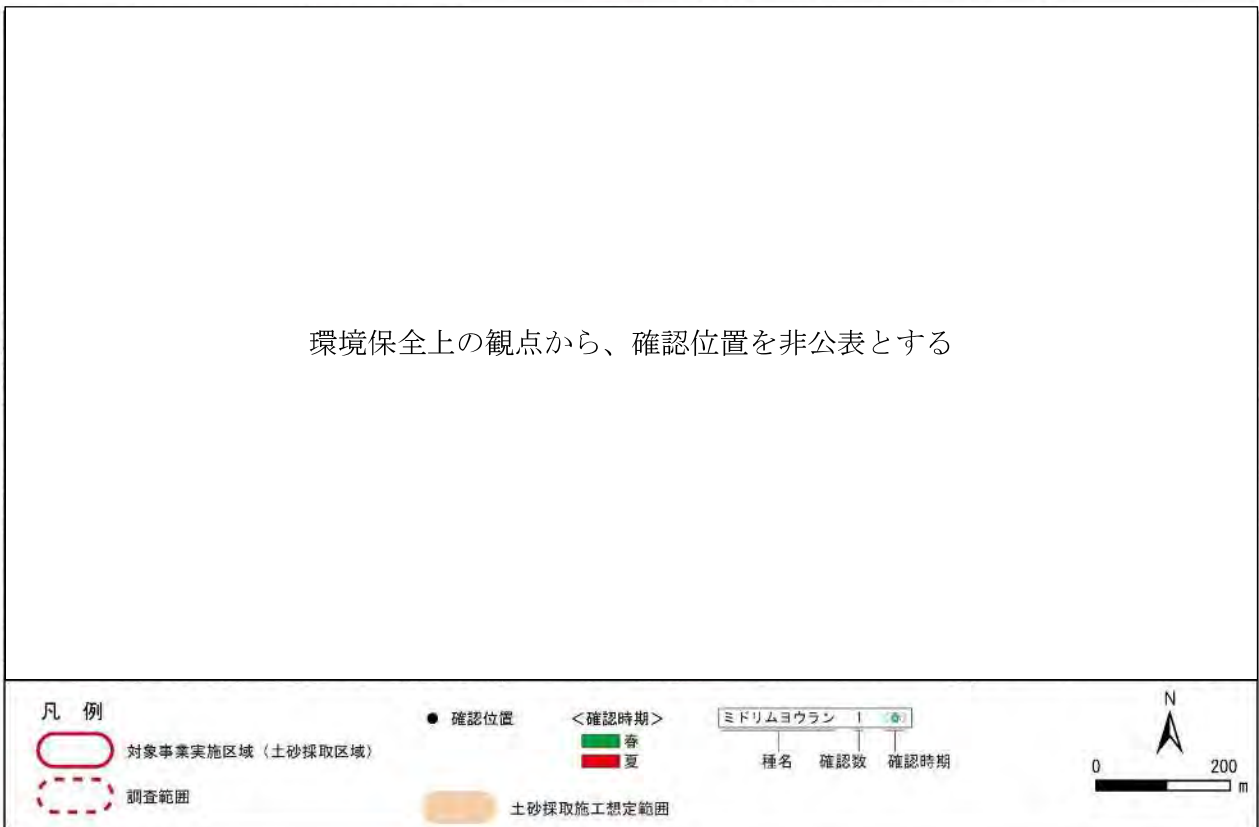 環境保全上の観点から、確認位置を非公表とする
凡 例
対象事業実施区域（土砂採取区域）
調査範囲
確認位置
<確認時期>
春
夏
土砂採取施工想定範囲
ミドリムヨウラン 1
種名 確認数 確認時期
N
0 200
m